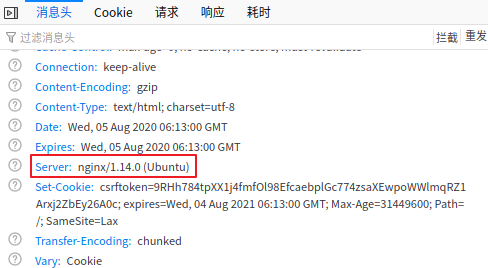 消息头 Cookie 请求 响应 耗时
过滤消息头 拦截 重发
Connection: keep-alive
Content-Encoding: gzip
Content-Type: text/html; charset=utf-8
Date: Wed, 05 Aug 2020 06:13:00 GMT
Expires: Wed, 05 Aug 2020 06:13:00 GMT
Server: nginx/1.14.0 (Ubuntu)
Set-Cookie: csrftoken=9RHh784tpXX1j4fmfOl98EfcaebplGc774zsaXEwpoWWlmqRZ1
Arxj2ZbEy26A0c; expires=Wed, 04 Aug 2021 06:13:00 GMT; Max-Age=31449600; Path=
/; SameSite=Lax
Transfer-Encoding: chunked
Vary: Cookie